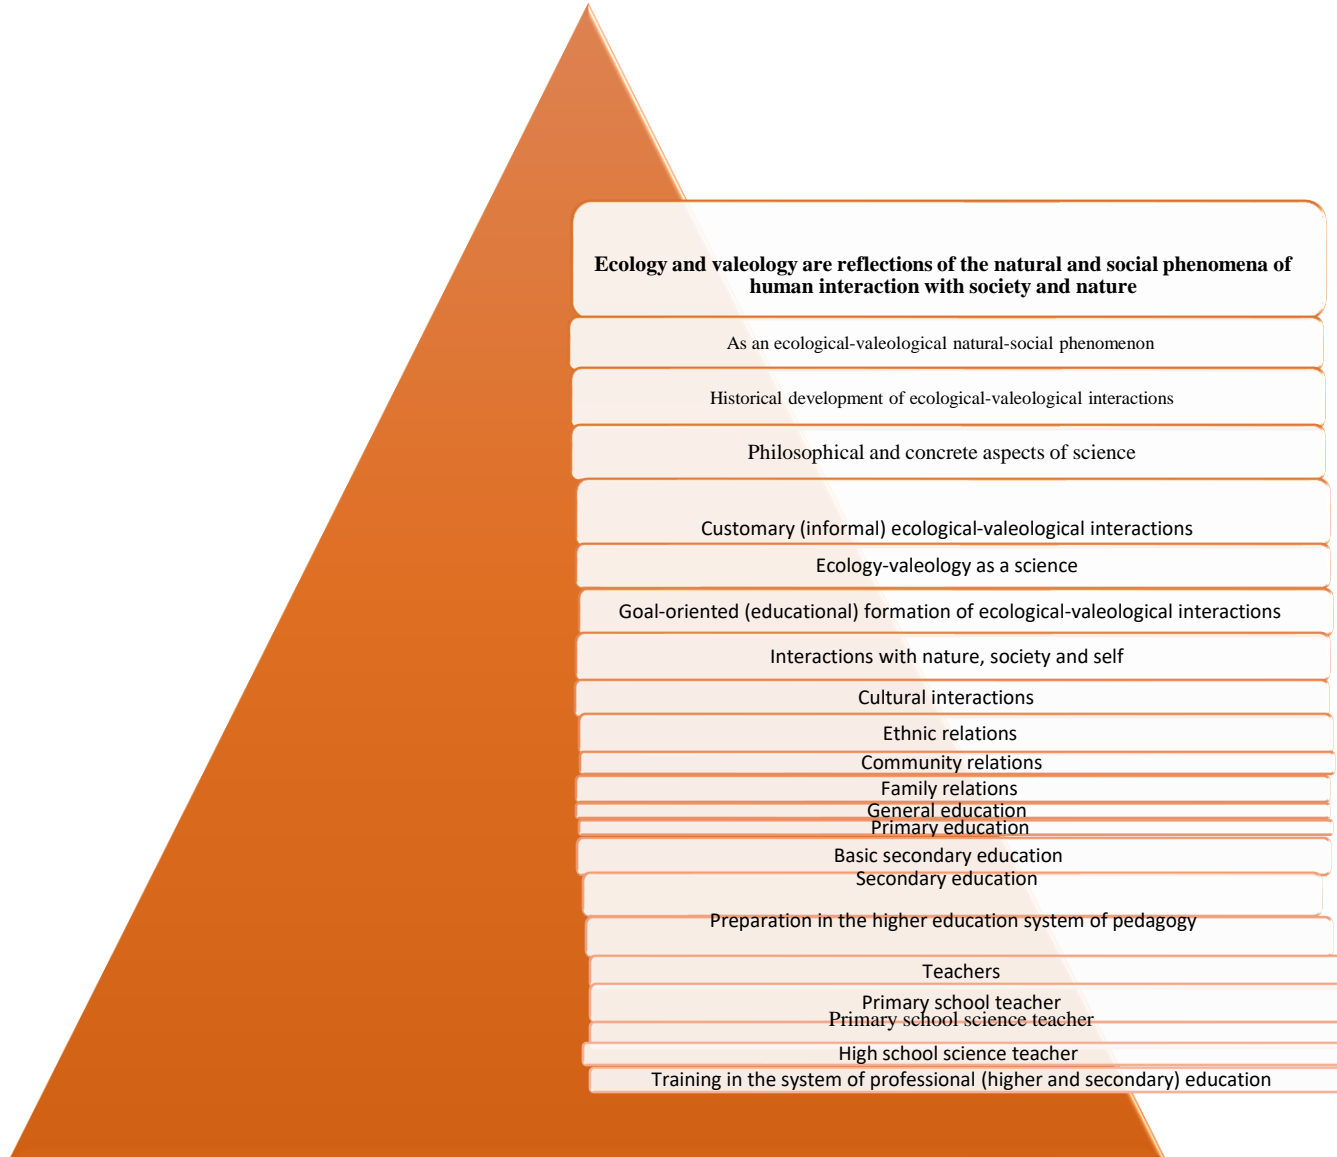 Ecology and valeology are reflections of the natural and social phenomena of
human interaction with society and nature
As an ecological-valeological natural-social phenomenon
Historical development of ecological-valeological interactions
Philosophical and concrete aspects of science
Customary (informal) ecological-valeological interactions
Ecology-valeology as a science
Goal-oriented (educational) formation of ecological-valeological interactions
Interactions with nature, society and self
Cultural interactions
Ethnic relations
Community relations
Family relations
General education
Primary education
Basic secondary education
Secondary education
Preparation in the higher education system of pedagogy
Teachers
Primary school teacher
Primary school science teacher
High school science teacher
Training in the system of professional (higher and secondary) education